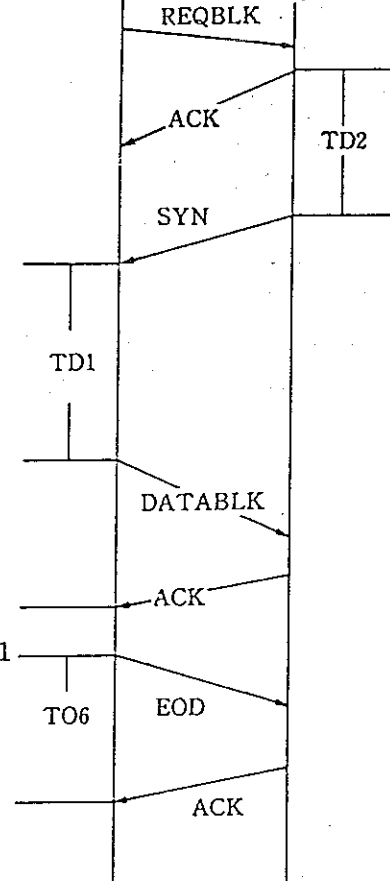 REQBLK
ACK
TD2
SYN
TD1
DATABLK
ACK
1
TO6
EOD
ACK